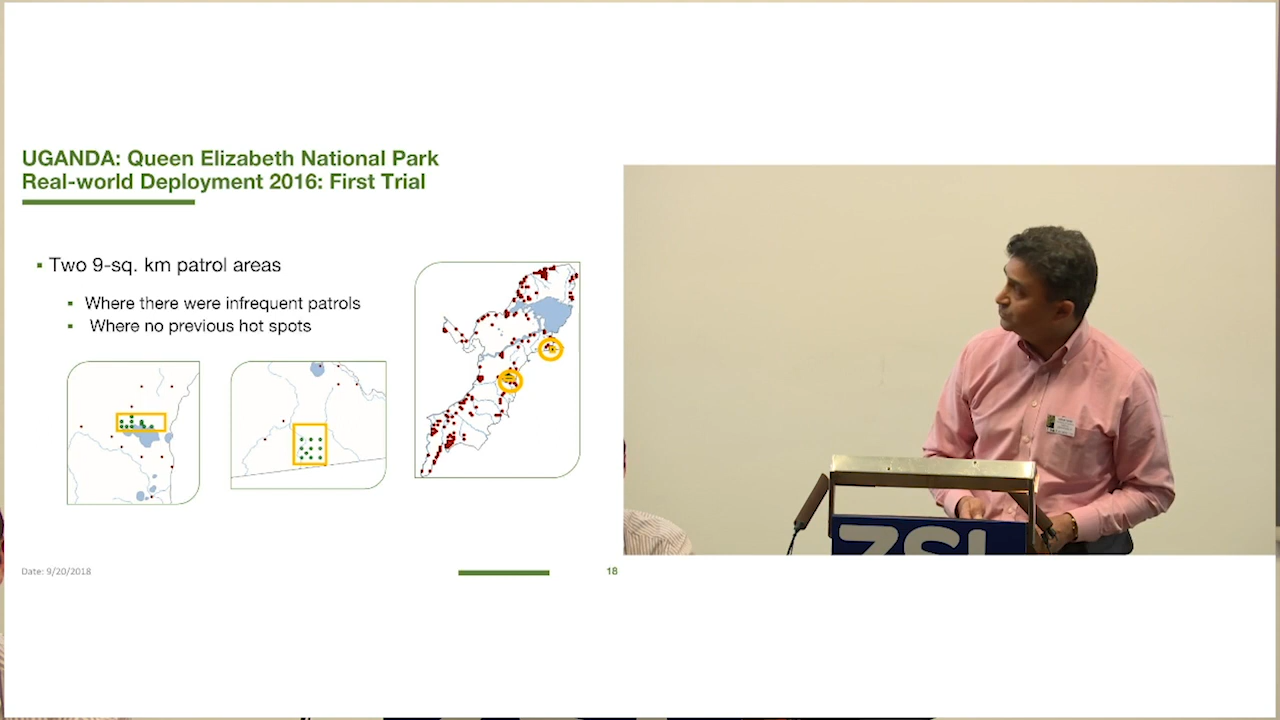 UGANDA: Queen Elizabeth National Park
Real-world Deployment 2016: First Trial
Two 9-sq. km patrol areas
Where there were infrequent patrols
Where no previous hot spots
Date: 9/20/2018
18
ZSL